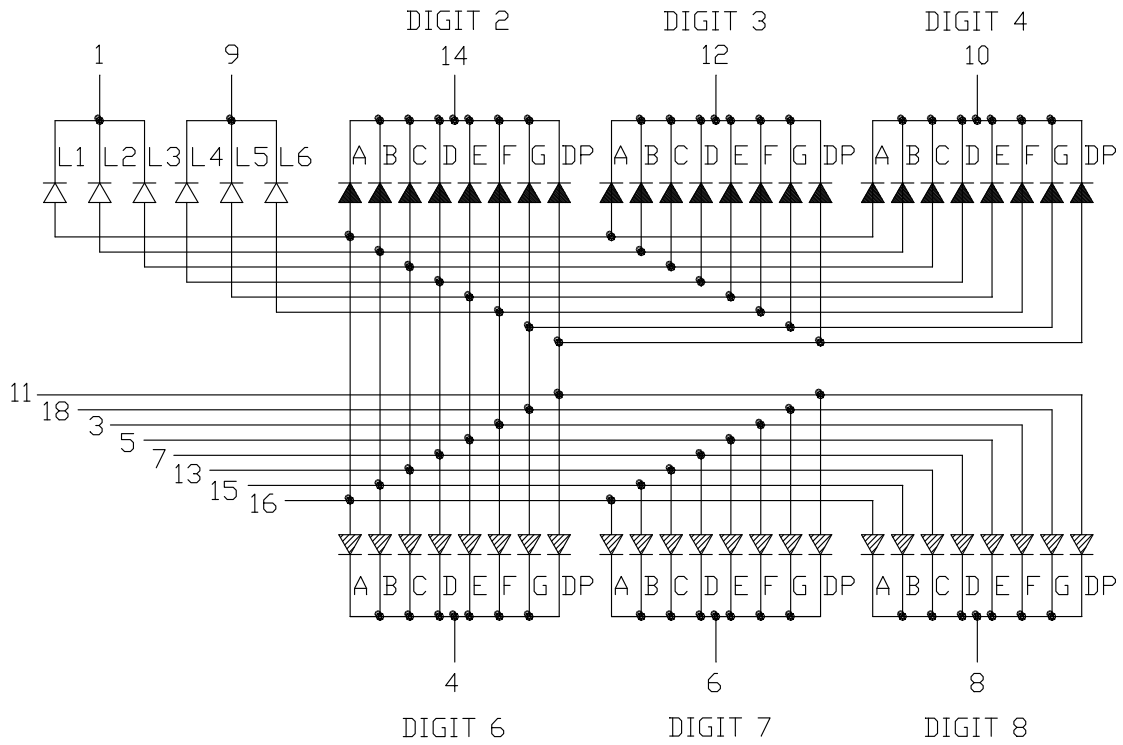 DIGIT 2 DIGIT 3 DIGIT 4
1 9 14 12 10
L1 L2 L3 L4 L5 L6 A B C D E F G DP A B C D E F G DP A B C D E F G DP
11
18
3
5
7
13
15
16
A B C D E F G DP A B C D E F G DP A B C D E F G DP
4 6 8
DIGIT 6 DIGIT 7 DIGIT 8